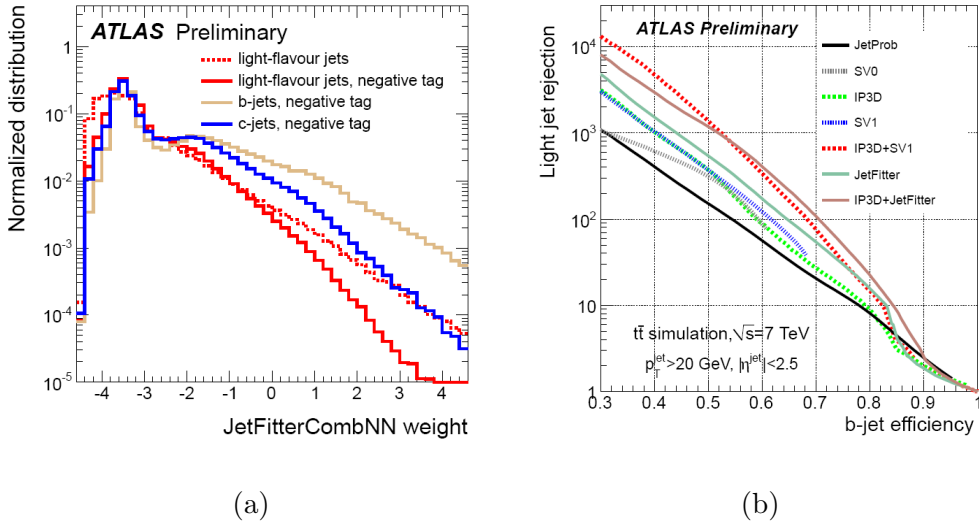 ATLAS Preliminary
light-flavour jets
light-flavour jets, negative tag
b-jets, negative tag
c-jets, negative tag
Normalized distribution
1
10⁻¹
10⁻²
10⁻³
10⁻⁴
10⁻⁵
-4 -3 -2 -1 0 1 2 3 4
JetFitterCombNN weight
(a)
ATLAS Preliminary
JetProb
SV0
IP3D
SV1
IP3D+SV1
JetFitter
IP3D+JetFitter
Light jet rejection
10⁴
10³
10²
10
1
tt̄ simulation,√s=7 TeV
p_T^jet>20 GeV, |η^jet|<2.5
0.3 0.4 0.5 0.6 0.7 0.8 0.9 1
b-jet efficiency
(b)